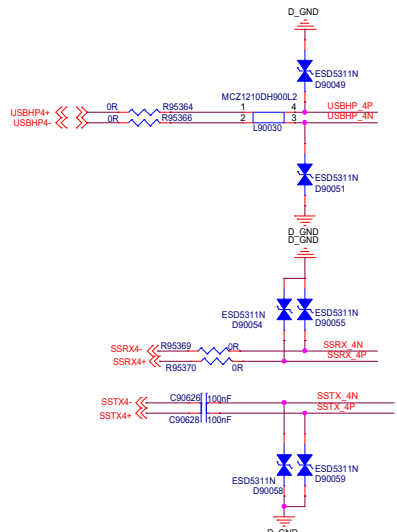 D_GND
ESD5311N
D90049
MCZ1210DH900L2
USBHP4+ 0R R95364 1 4 USBHP_4P
USBHP4- 0R R95366 2 3 USBHP_4N
L90030
ESD5311N
D90051
D_GND
D_GND
ESD5311N ESD5311N
D90054 D90055
SSRX4- R95369 0R SSRX_4N
SSRX4+ R95370 0R SSRX_4P
SSTX4- C90626 100nF SSTX_4N
SSTX4+ C90628 100nF SSTX_4P
ESD5311N ESD5311N
D90058 D90059
D_GND